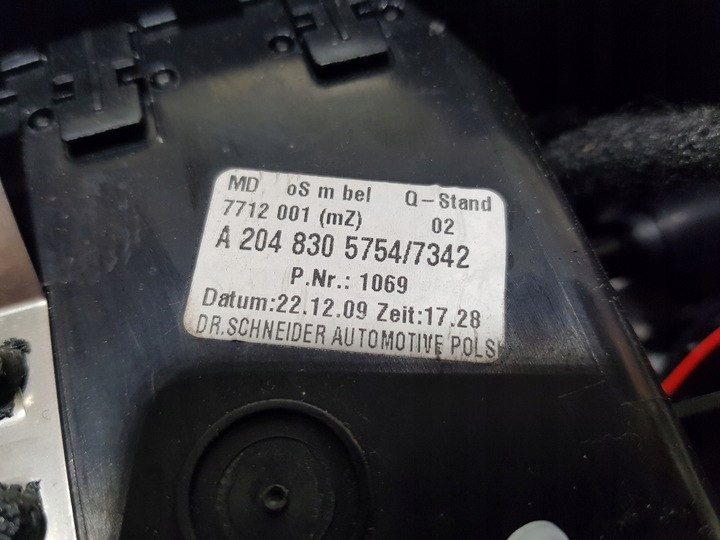 MD oS m bel Q-Stand
7712 001 (mZ) 02
A 204 830 5754/7342
P.Nr.: 1069
Datum:22.12.09 Zeit:17.28
DR.SCHNEIDER AUTOMOTIVE POLS